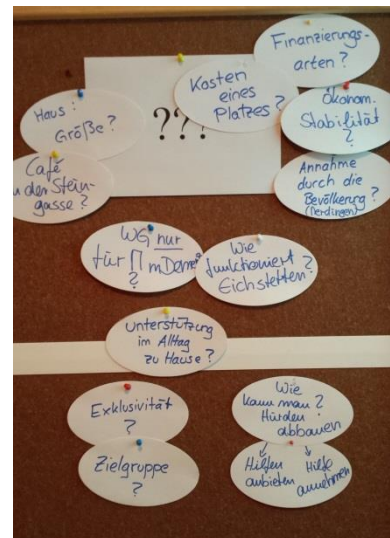 Finanzierungs-
arten ?
Kosten
eines
Platzes ?
Haus :
Größe ?
???
Ökonom.
Stabilität
?
Café
in der Stein-
gasse ?
Annahme
durch die
Bevölkerung ?
WG nur
für
?
Wie
funktioniert
Eichstetten ?
Unterstützung
im Alltag
zu Hause ?
Exklusivität
?
Wie
kann man ?
Hürden
abbauen
Zielgruppe
?
Hilfen
anbieten
Hilfe
annehmen